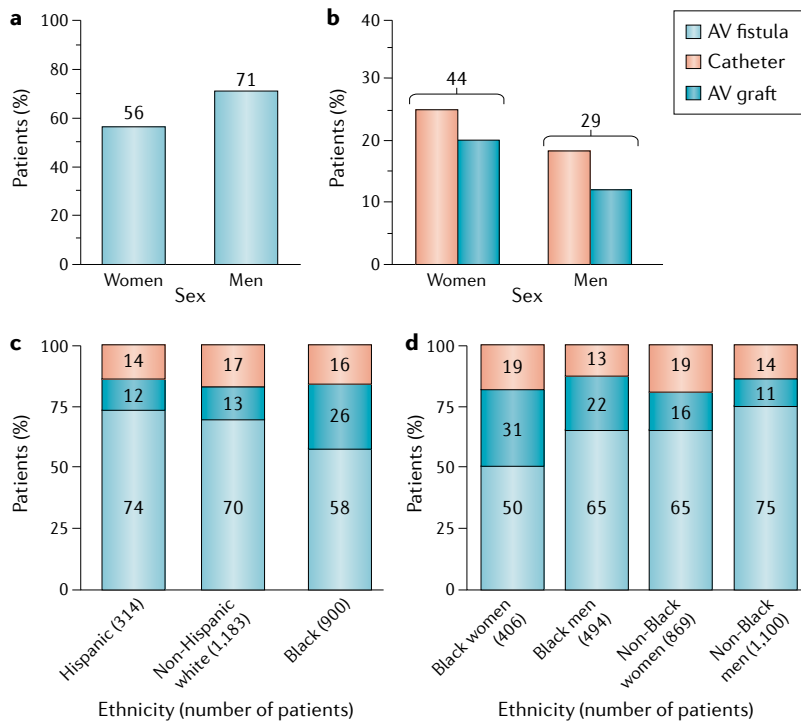 a
Patients (%)
100
80
60
40
20
0
56
71
Women
Men
Sex
b
Patients (%)
40
30
20
10
0
44
29
Women
Men
Sex
AV fistula
Catheter
AV graft
c
Patients (%)
100
75
50
25
0
14
12
74
17
13
70
16
26
58
Hispanic (314)
Non-Hispanic
white (1,183)
Black (900)
Ethnicity (number of patients)
d
Patients (%)
100
75
50
25
0
19
31
50
13
22
65
19
16
65
14
11
75
Black women
(406)
Black men
(494)
Non-Black
women (869)
Non-Black
men (1,100)
Ethnicity (number of patients)